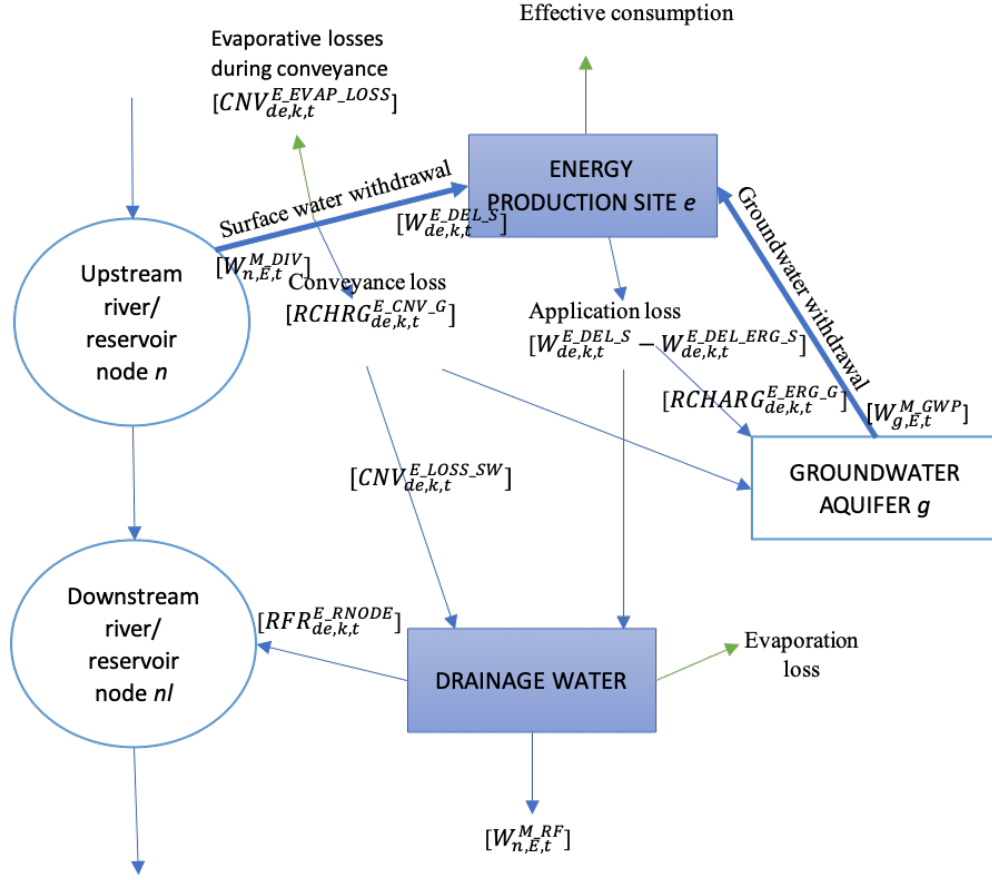 Effective consumption
Evaporative losses
during conveyance
[CNV_{de,k,t}^{E_EVAP_LOSS}]
ENERGY
PRODUCTION SITE e
Surface water withdrawal
[W_{de,k,t}^{E_DEL_S}]
Groundwater withdrawal
[W_{n,E,t}^{M_DIV}]
Upstream
river/
reservoir
node n
Conveyance loss
[RCHRG_{de,k,t}^{E_CNV_G}]
Application loss
[W_{de,k,t}^{E_DEL_S} − W_{de,k,t}^{E_DEL_ERG_S}]
[RCHARG_{de,k,t}^{E_ERG_G}]
[W_{g,E,t}^{M_GWP}]
[CNV_{de,k,t}^{E_LOSS_SW}]
GROUNDWATER
AQUIFER g
Downstream
river/
reservoir
node nl
[RFR_{de,k,t}^{E_RNODE}]
DRAINAGE WATER
Evaporation
loss
[W_{n,E,t}^{M_RF}]